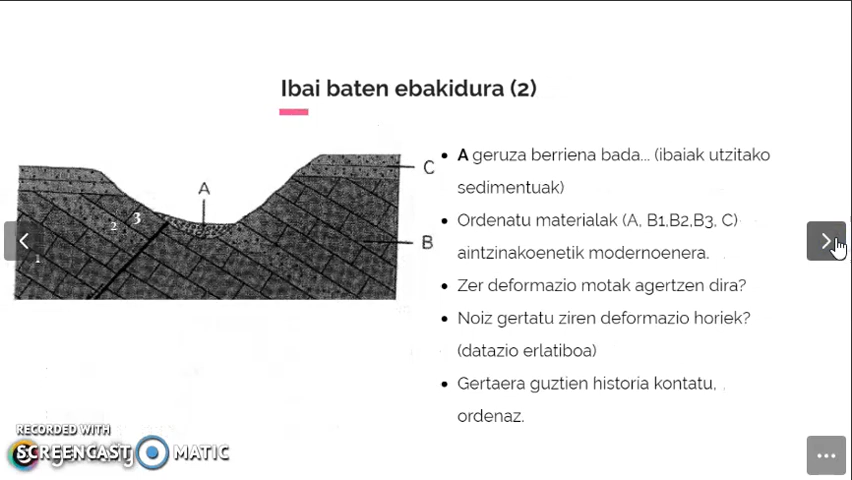 Ibai baten ebakidura (2)
A
C
B
1
2
3
A geruza berriena bada... (ibaiak utzitako
sedimentuak)
Ordenatu materialak (A, B1,B2,B3, C)
aintzinakoenetik modernoenera.
Zer deformazio motak agertzen dira?
Noiz gertatu ziren deformazio horiek?
(datazio erlatiboa)
Gertaera guztien historia kontatu,
ordenaz.
RECORDED WITH
SCREENCAST MATIC